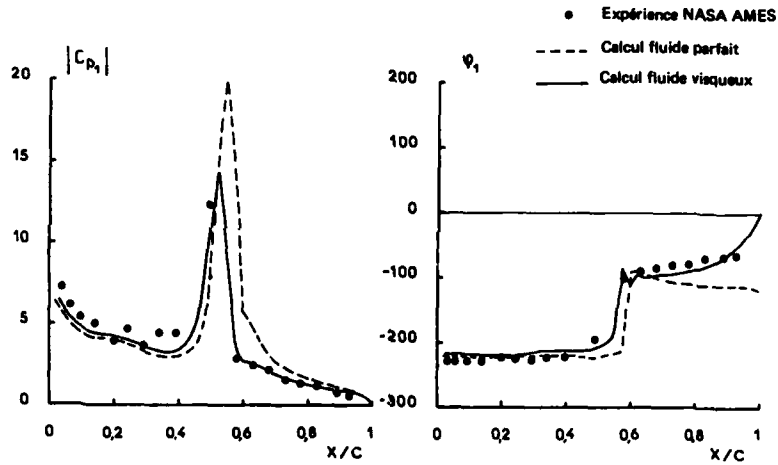 Expérience NASA AMES
Calcul fluide parfait
Calcul fluide visqueux
|Cp₁|
20
15
10
5
0
0 0,2 0,4 0,6 0,8 1
X/C
φ₁
200
100
0
-100
-200
-300
0 0,2 0,4 0,6 0,8 1
X/C